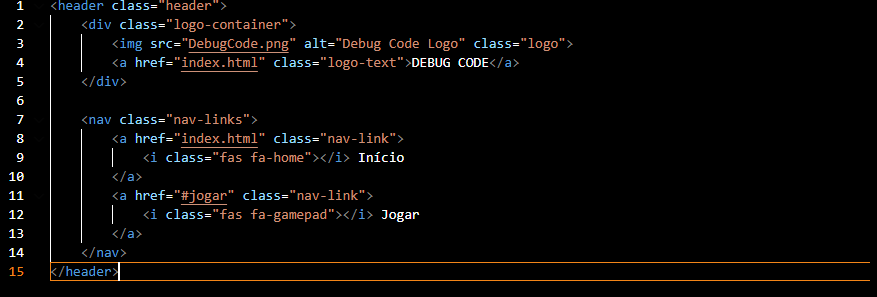 1 <header class="header">
2     <div class="logo-container">
3         <img src="DebugCode.png" alt="Debug Code Logo" class="logo">
4         <a href="index.html" class="logo-text">DEBUG CODE</a>
5     </div>
6
7     <nav class="nav-links">
8         <a href="index.html" class="nav-link">
9             <i class="fas fa-home"></i> Início
10         </a>
11         <a href="#jogar" class="nav-link">
12             <i class="fas fa-gamepad"></i> Jogar
13         </a>
14     </nav>
15 </header>